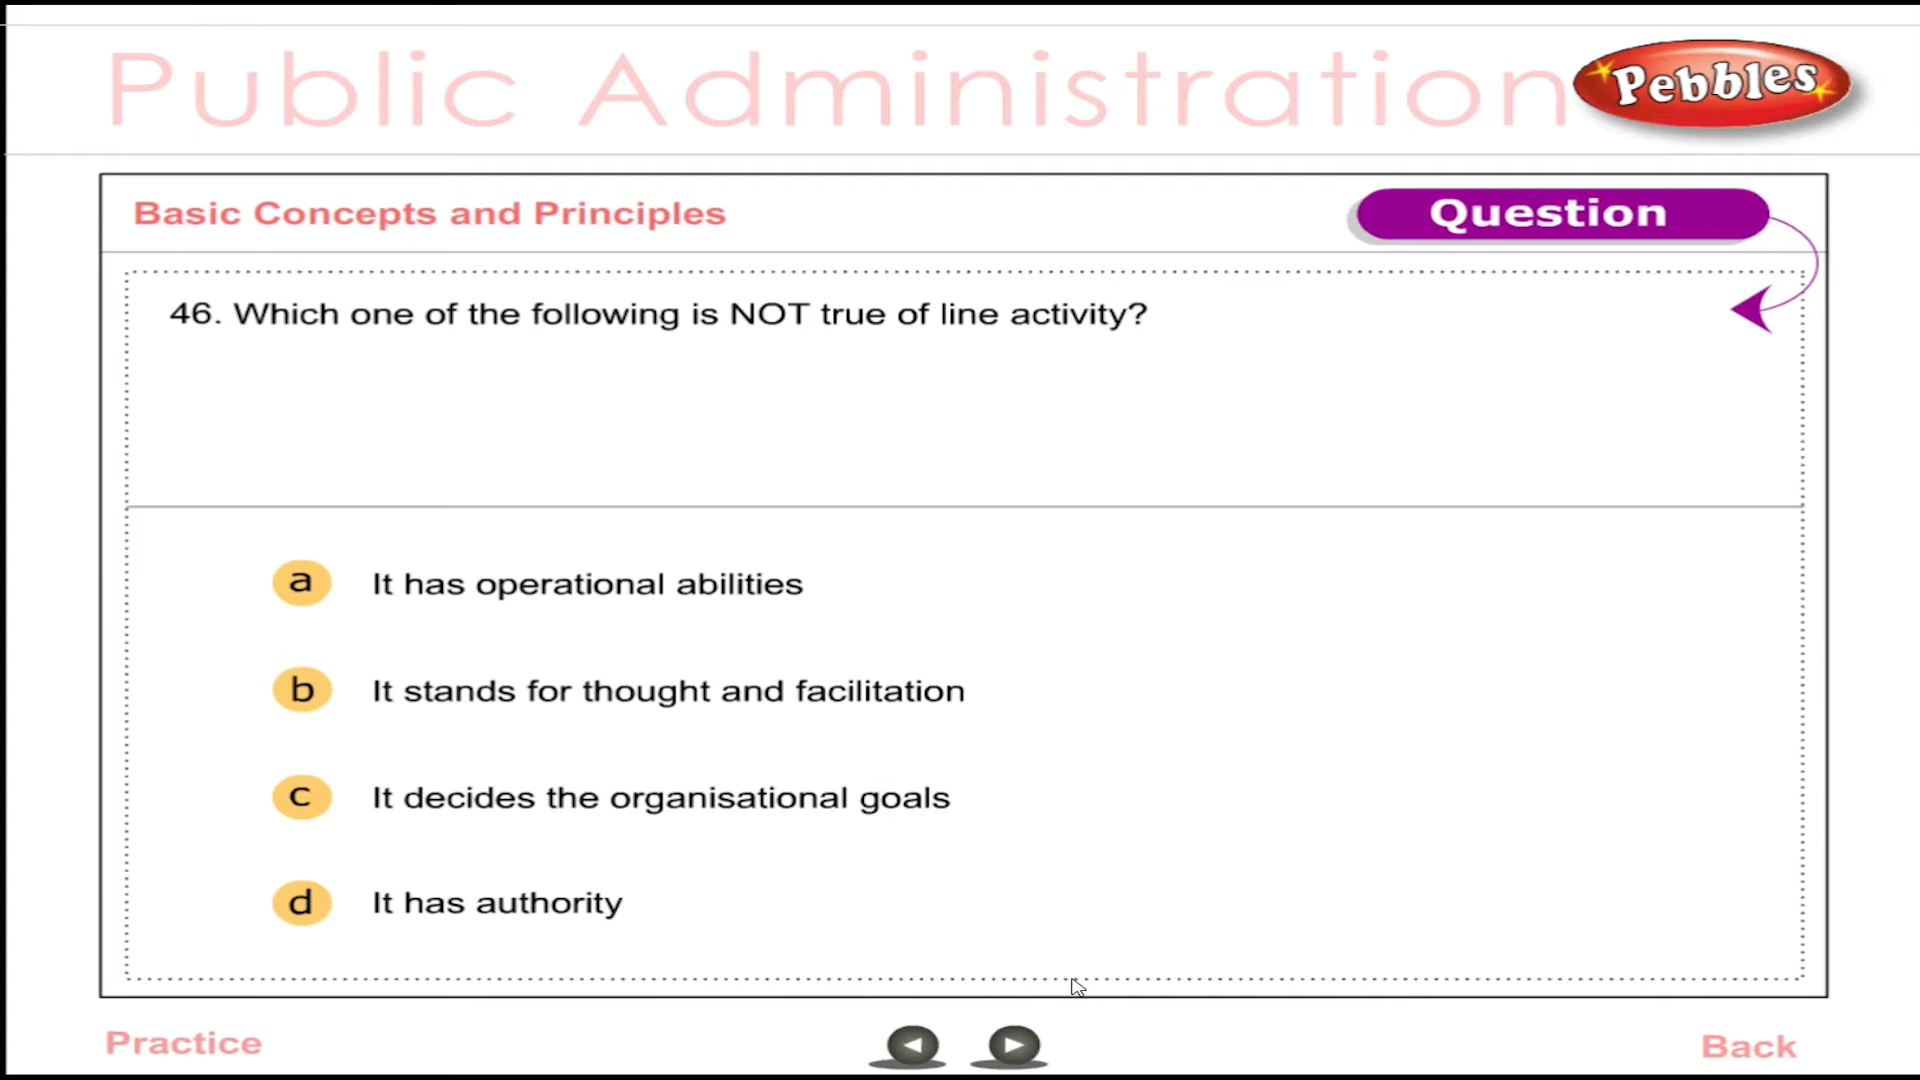 Public Administration
Pebbles
Basic Concepts and Principles
Question
46. Which one of the following is NOT true of line activity?
a It has operational abilities
b It stands for thought and facilitation
c It decides the organisational goals
d It has authority
Practice
Back